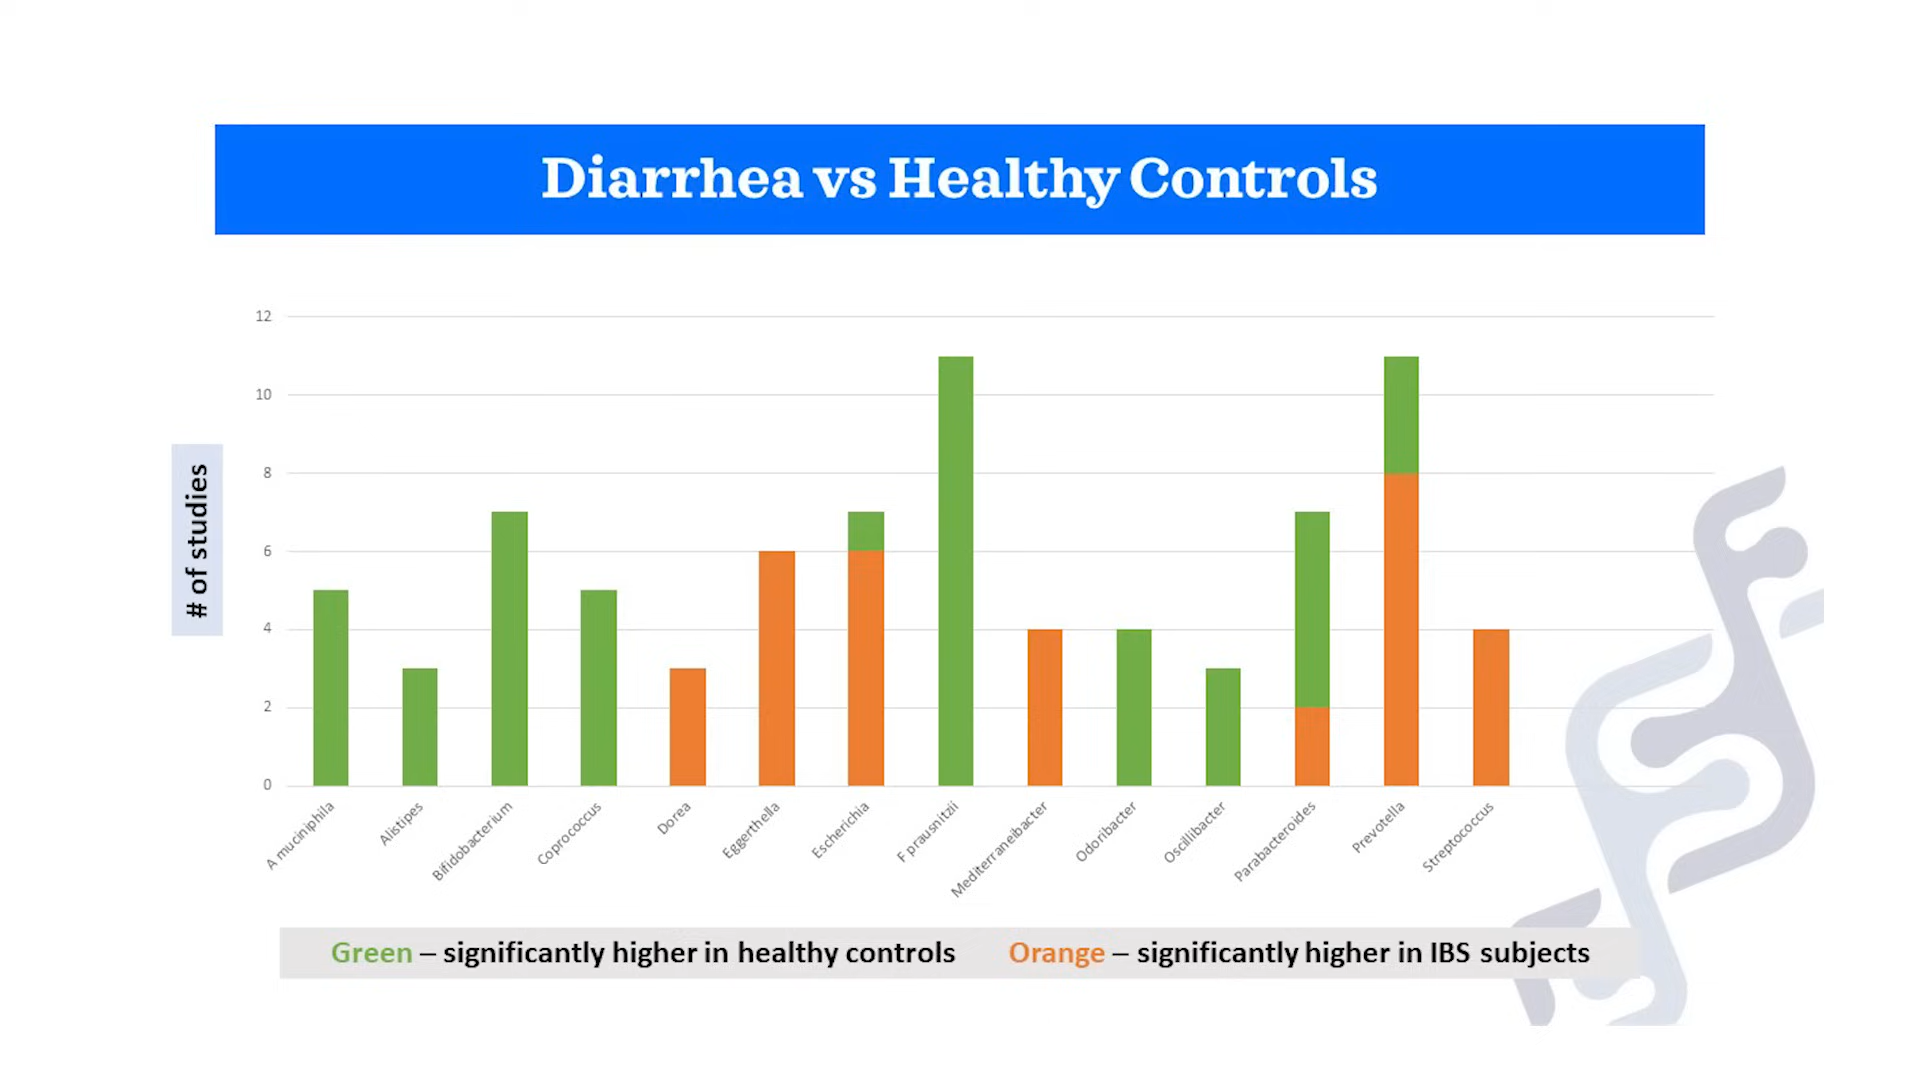 Diarrhea vs Healthy Controls
# of studies
12
10
8
6
4
2
0
A muciniphila
Alistipes
Bifidobacterium
Coprococcus
Dorea
Eggerthella
Escherichia
F prausnitzii
Mediterraneibacter
Odoribacter
Oscillibacter
Parabacteroides
Prevotella
Streptococcus
Green – significantly higher in healthy controls Orange – significantly higher in IBS subjects